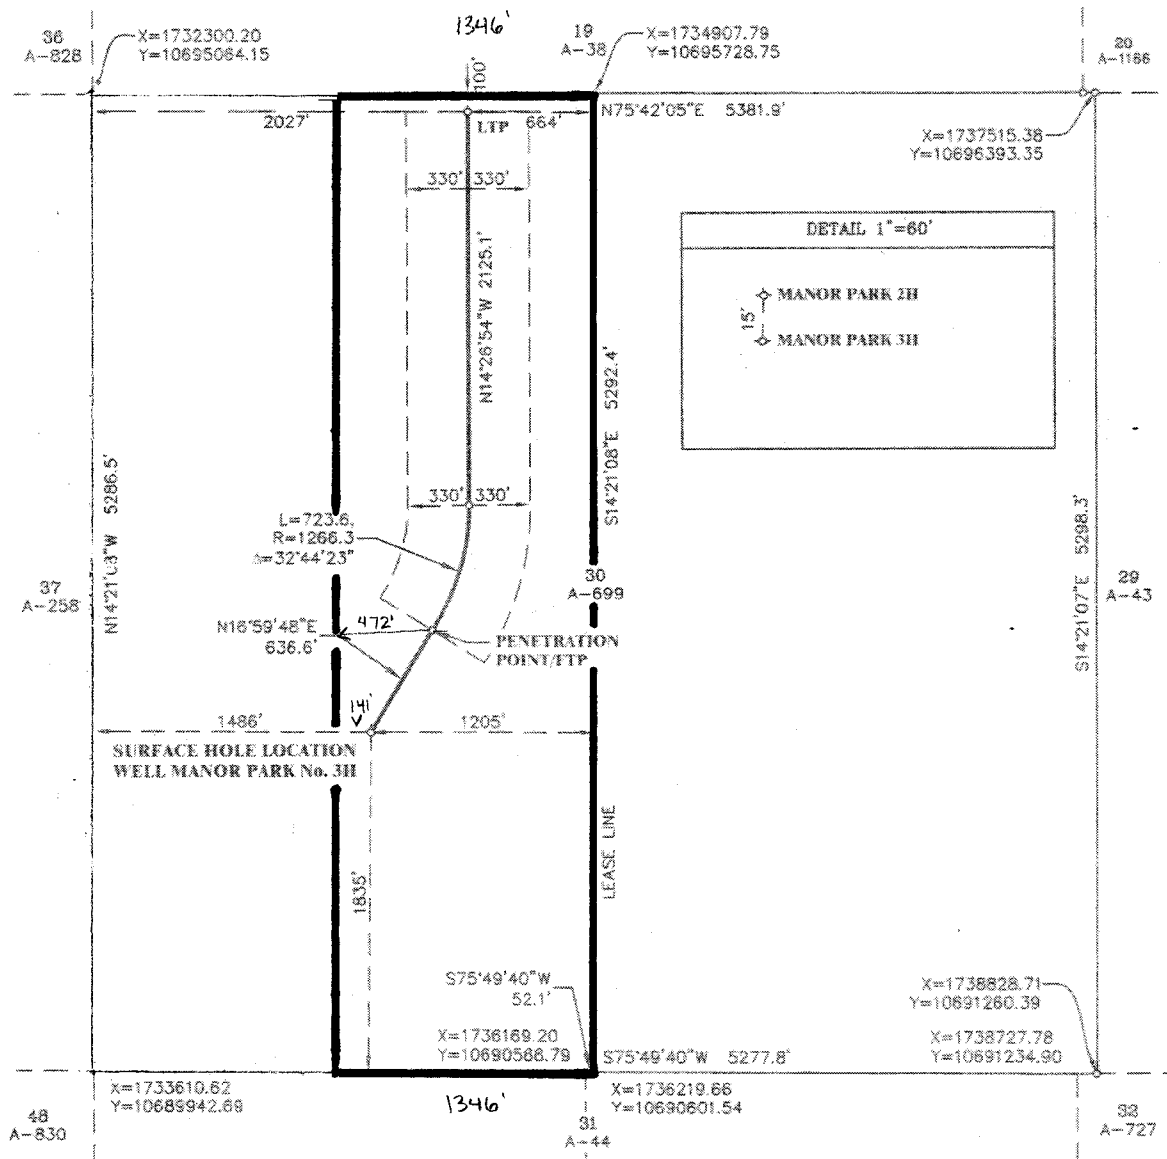 36
A-828
X=1732300.20
Y=10695064.15
1346'
19
A-38
X=1734907.79
Y=10695728.75
20
A-1166
100'
2027'
LTP
664'
N75°42'05"E 5381.9'
X=1737515.38
Y=10696393.35
330' 330'
DETAIL 1"=60'
MANOR PARK 2H
15'
MANOR PARK 3H
N14°26'54"W 2125.1'
S14°21'08"E 5292.4'
N14°21'08"W 5286.5'
330' 330'
L=723.6,
R=1266.3
Δ=32°44'23"
S14°21'07"E 5298.3'
37
A-258
30
A-699
29
A-43
N16°59'48"E
636.6'
472'
PENETRATION
POINT/FTP
141'
1486'
1205'
SURFACE HOLE LOCATION
WELL MANOR PARK No. 3H
LEASE LINE
1835'
S75°49'40"W
52.1'
X=1736169.20
Y=10690588.79
S75°49'40"W 5277.8'
X=1738828.71
Y=10691260.39
X=1738727.78
Y=10691234.90
X=1733610.62
Y=10689942.69
1346'
X=1736219.66
Y=10690601.54
48
A-830
31
A-44
32
A-727